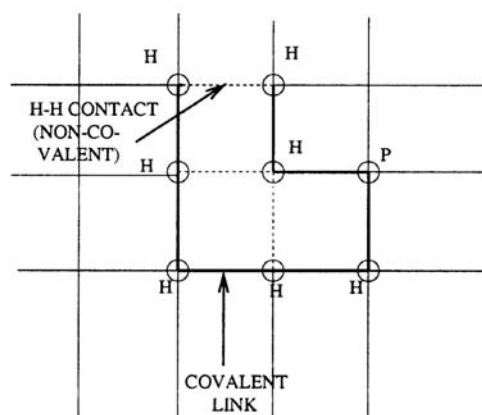 H H
H-H CONTACT
(NON-CO-
VALENT)
H H P
H H H
COVALENT
LINK